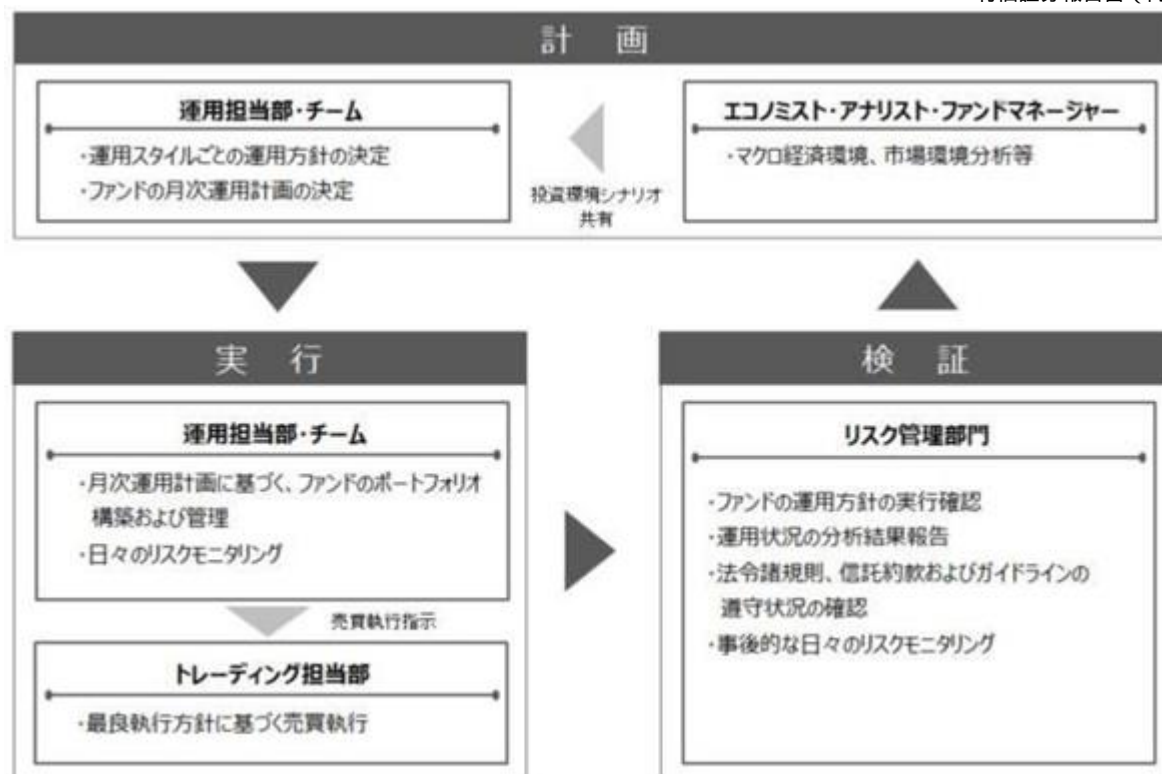 計 画
運用担当部・チーム
・運用スタイルごとの運用方針の決定
・ファンドの月次運用計画の決定
投資環境シナリオ
共有
エコノミスト・アナリスト・ファンドマネージャー
・マクロ経済環境、市場環境分析等
実 行
運用担当部・チーム
・月次運用計画に基づく、ファンドのポートフォリオ
構築および管理
・日々のリスクモニタリング
売買執行指示
トレーディング担当部
・最良執行方針に基づく売買執行
検 証
リスク管理部門
・ファンドの運用方針の実行確認
・運用状況の分析結果報告
・法令諸規則、信託約款およびガイドラインの
遵守状況の確認
・事後的な日々のリスクモニタリング